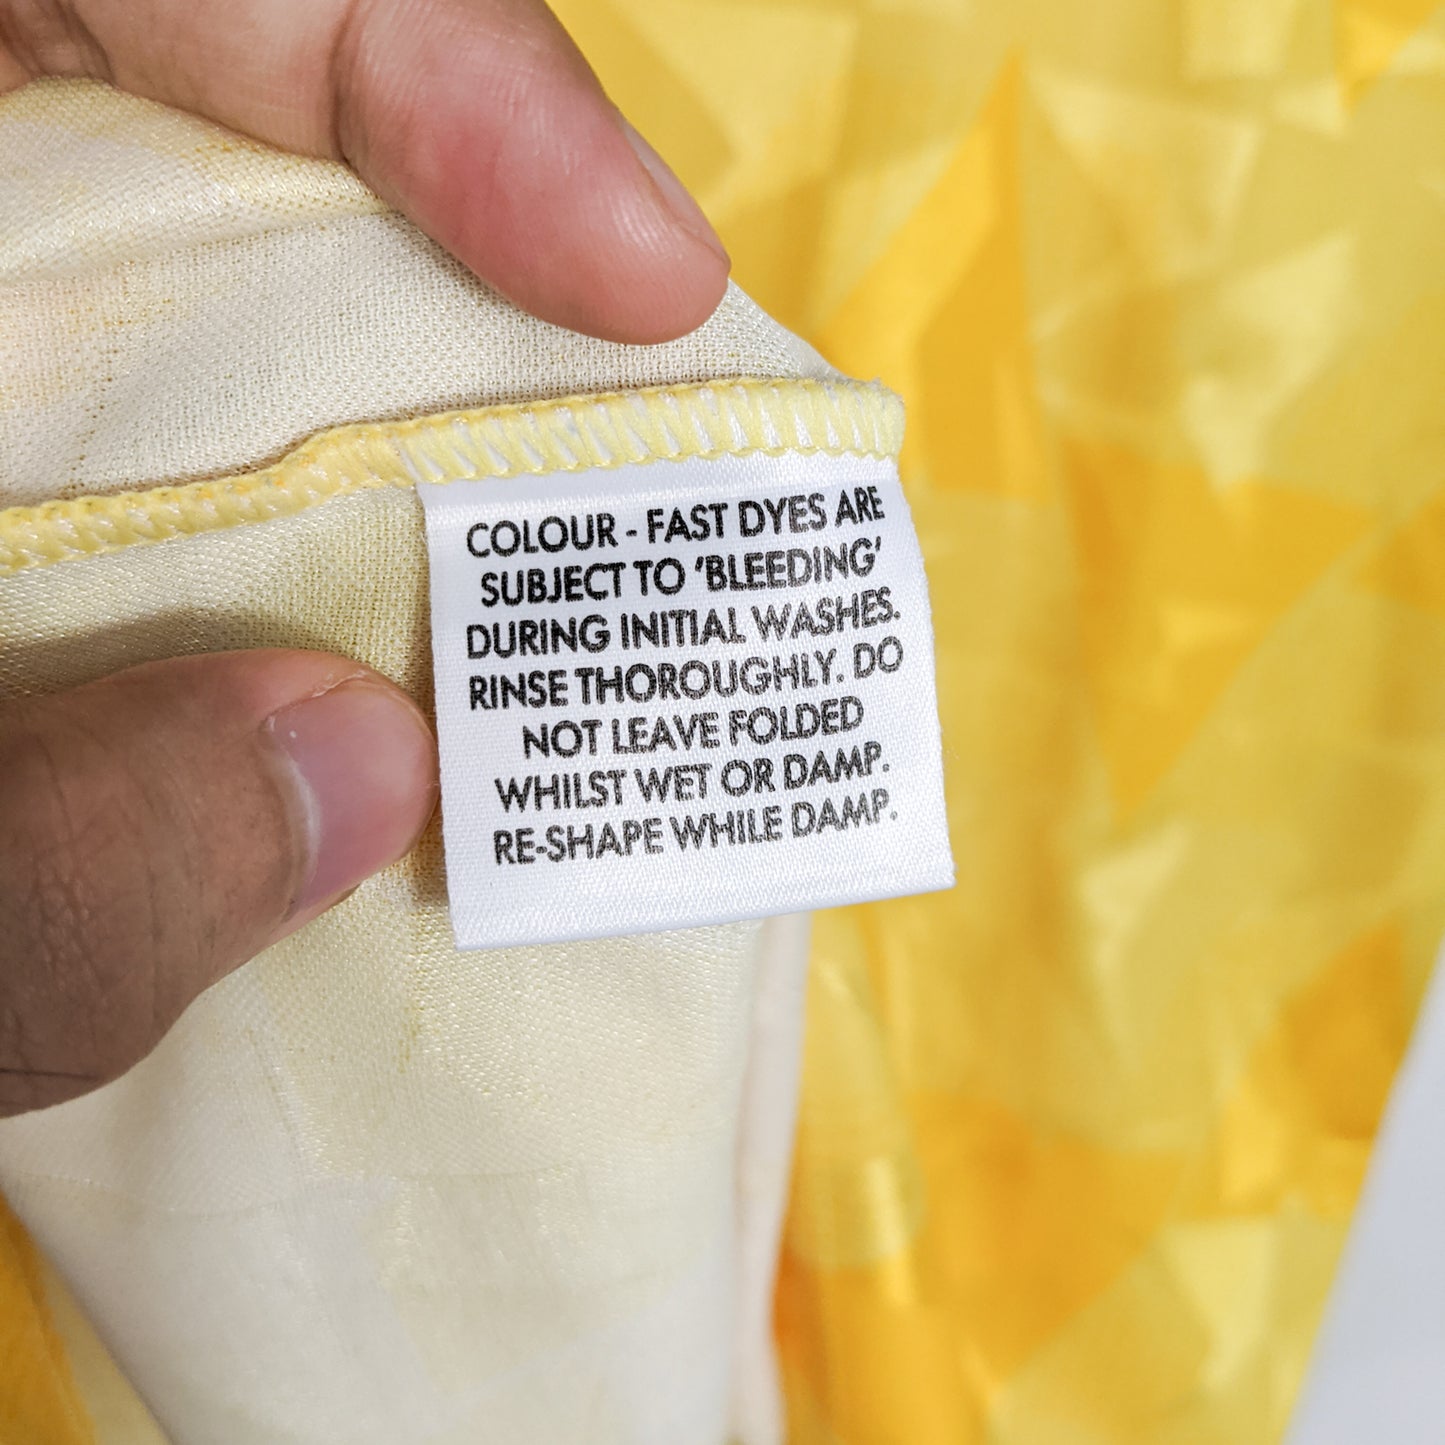 COLOUR - FAST DYES ARE
SUBJECT TO 'BLEEDING'
DURING INITIAL WASHES.
RINSE THOROUGHLY. DO
NOT LEAVE FOLDED
WHILST WET OR DAMP.
RE-SHAPE WHILE DAMP.